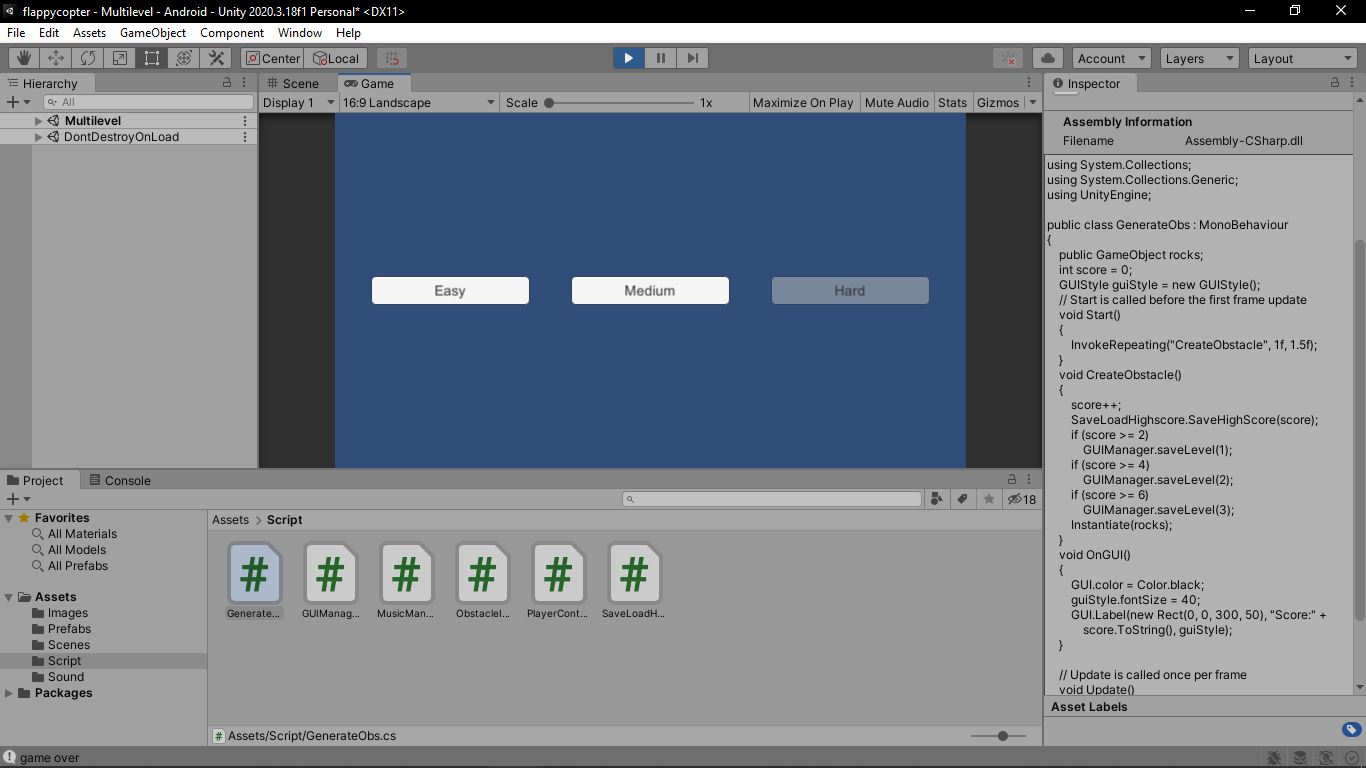 flappycopter - Multilevel - Android - Unity 2020.3.18f1 Personal* <DX11>
File Edit Assets GameObject Component Window Help
Center Local Account Layers Layout
Hierarchy
All
Multilevel
DontDestroyOnLoad
Scene Game
Display 1 16:9 Landscape Scale 1x Maximize On Play Mute Audio Stats Gizmos
Easy Medium Hard
Inspector
Assembly Information
Filename Assembly-CSharp.dll
using System.Collections;
using System.Collections.Generic;
using UnityEngine;
public class GenerateObs : MonoBehaviour
{
public GameObject rocks;
int score = 0;
GUIStyle guiStyle = new GUIStyle();
// Start is called before the first frame update
void Start()
{
InvokeRepeating("CreateObstacle", 1f, 1.5f);
}
void CreateObstacle()
{
score++;
SaveLoadHighscore.SaveHighScore(score);
if (score >= 2)
GUIManager.saveLevel(1);
if (score >= 4)
GUIManager.saveLevel(2);
if (score >= 6)
GUIManager.saveLevel(3);
Instantiate(rocks);
}
void OnGUI()
{
GUI.color = Color.black;
guiStyle.fontSize = 40;
GUI.Label(new Rect(0, 0, 300, 50), "Score:" +
score.ToString(), guiStyle);
}
// Update is called once per frame
void Update()
Asset Labels
Project Console
18
Favorites
All Materials
All Models
All Prefabs
Assets
Images
Prefabs
Scenes
Script
Sound
Packages
Assets > Script
Generate... GUIManag... MusicMan... Obstaclel... PlayerCont... SaveLoadH...
Assets/Script/GenerateObs.cs
game over